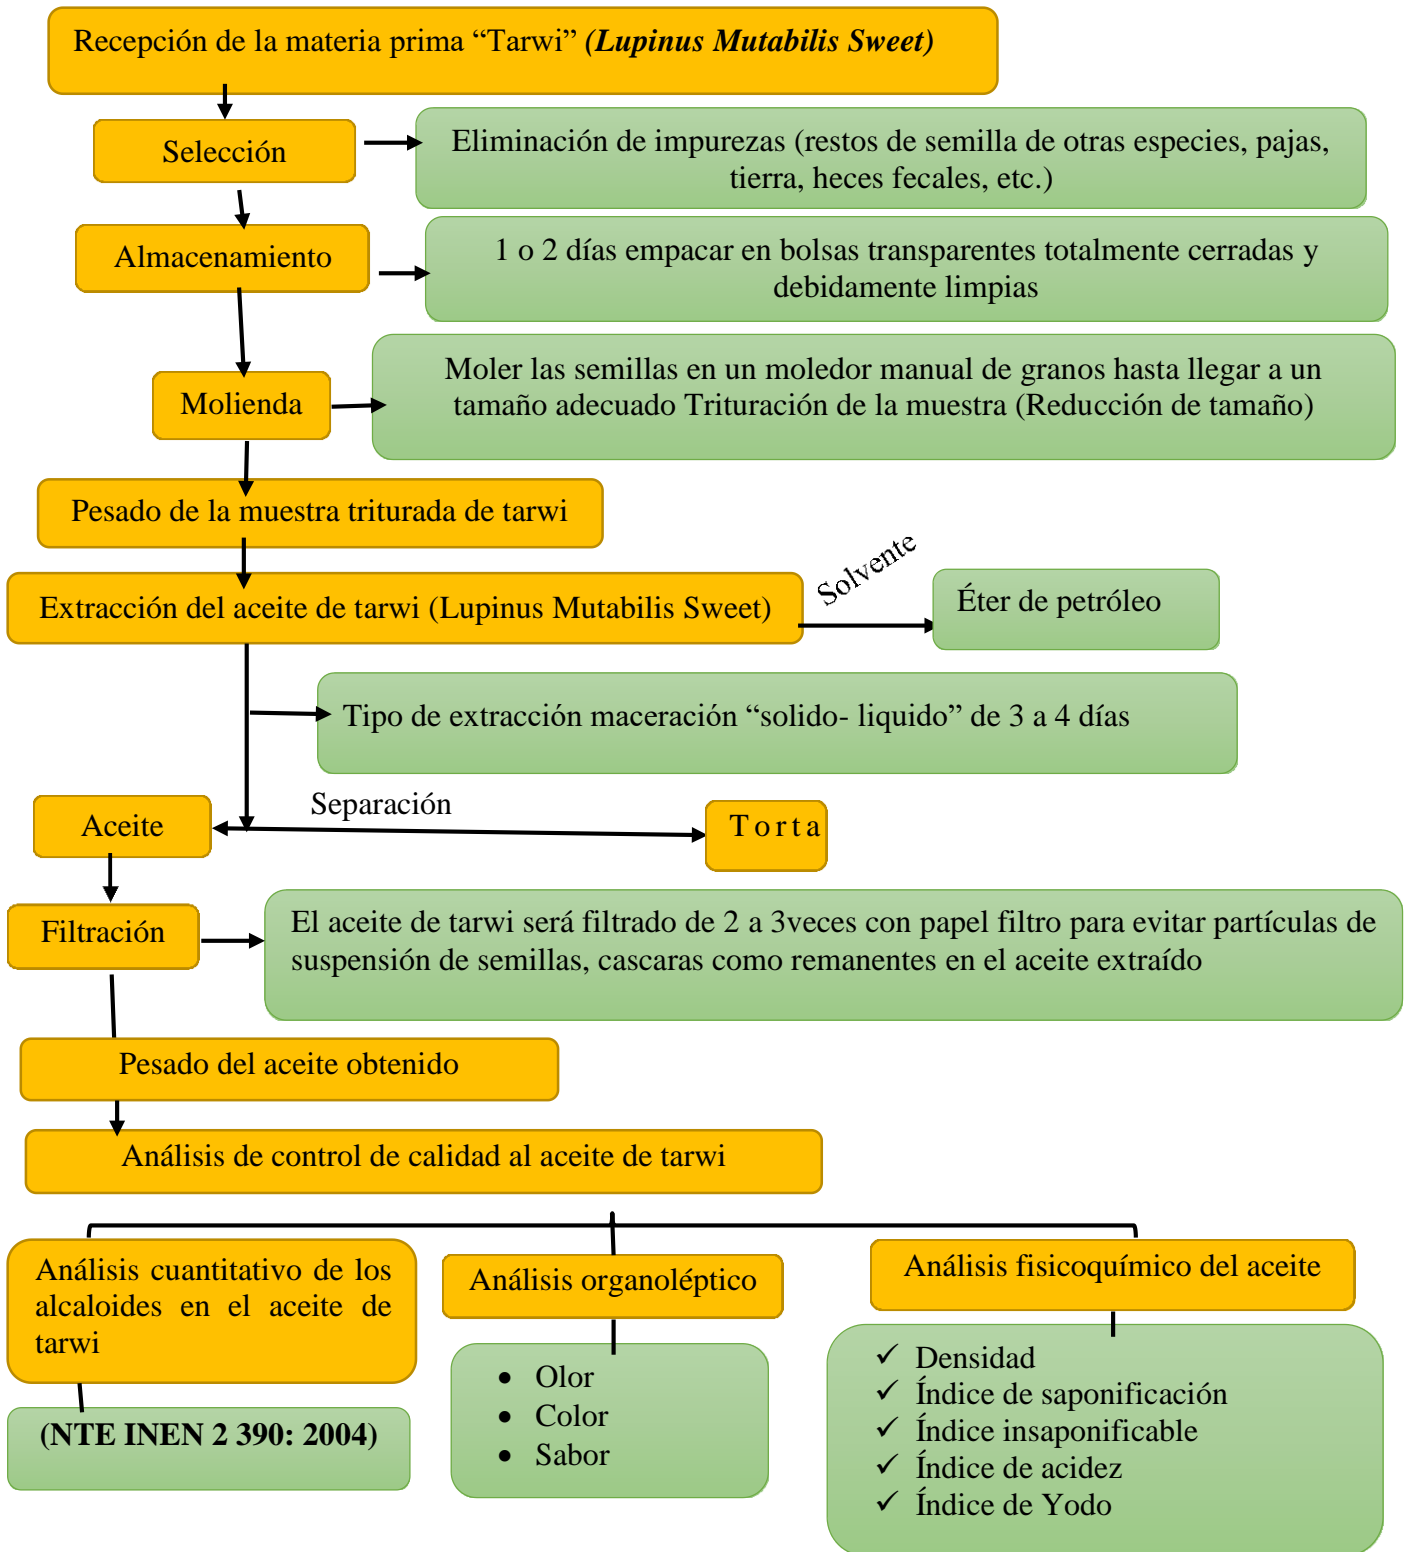 Recepción de la materia prima “Tarwi” (Lupinus Mutabilis Sweet)
Selección
Eliminación de impurezas (restos de semilla de otras especies, pajas,
tierra, heces fecales, etc.)
Almacenamiento
1 o 2 días empacar en bolsas transparentes totalmente cerradas y
debidamente limpias
Molienda
Moler las semillas en un moledor manual de granos hasta llegar a un
tamaño adecuado Trituración de la muestra (Reducción de tamaño)
Pesado de la muestra triturada de tarwi
Extracción del aceite de tarwi (Lupinus Mutabilis Sweet)
Solvente
Éter de petróleo
Tipo de extracción maceración “solido- liquido” de 3 a 4 días
Separación
Aceite
Torta
Filtración
El aceite de tarwi será filtrado de 2 a 3veces con papel filtro para evitar partículas de
suspensión de semillas, cascaras como remanentes en el aceite extraído
Pesado del aceite obtenido
Análisis de control de calidad al aceite de tarwi
Análisis cuantitativo de los
alcaloides en el aceite de
tarwi
(NTE INEN 2 390: 2004)
Análisis organoléptico
• Olor
• Color
• Sabor
Análisis fisicoquímico del aceite
✓ Densidad
✓ Índice de saponificación
✓ Índice insaponificable
✓ Índice de acidez
✓ Índice de Yodo